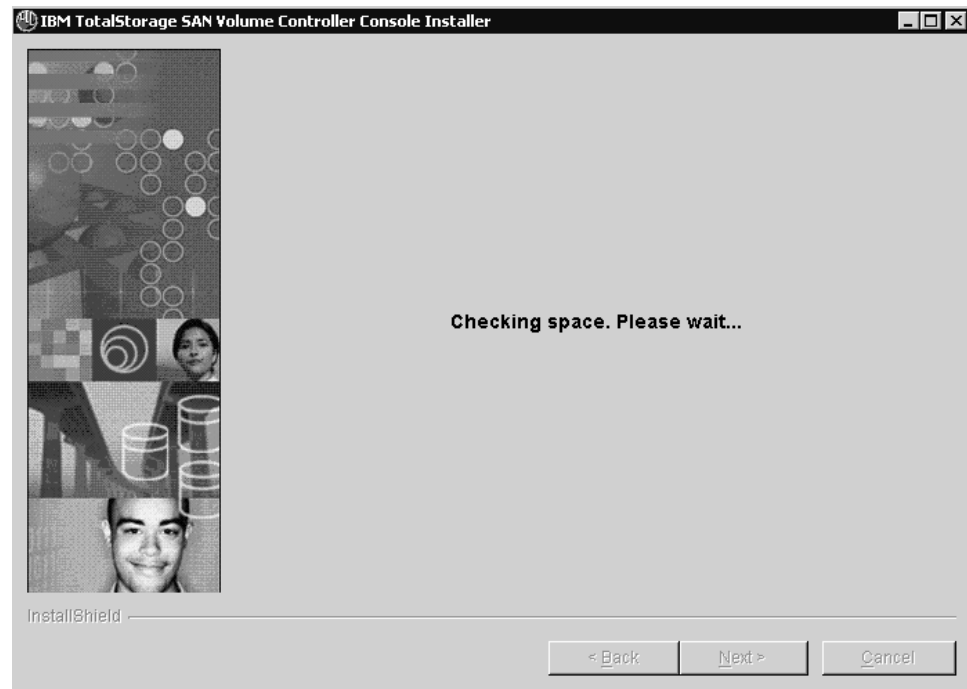 IBM TotalStorage SAN Volume Controller Console Installer
Checking space. Please wait...
InstallShield
< Back
Next >
Cancel